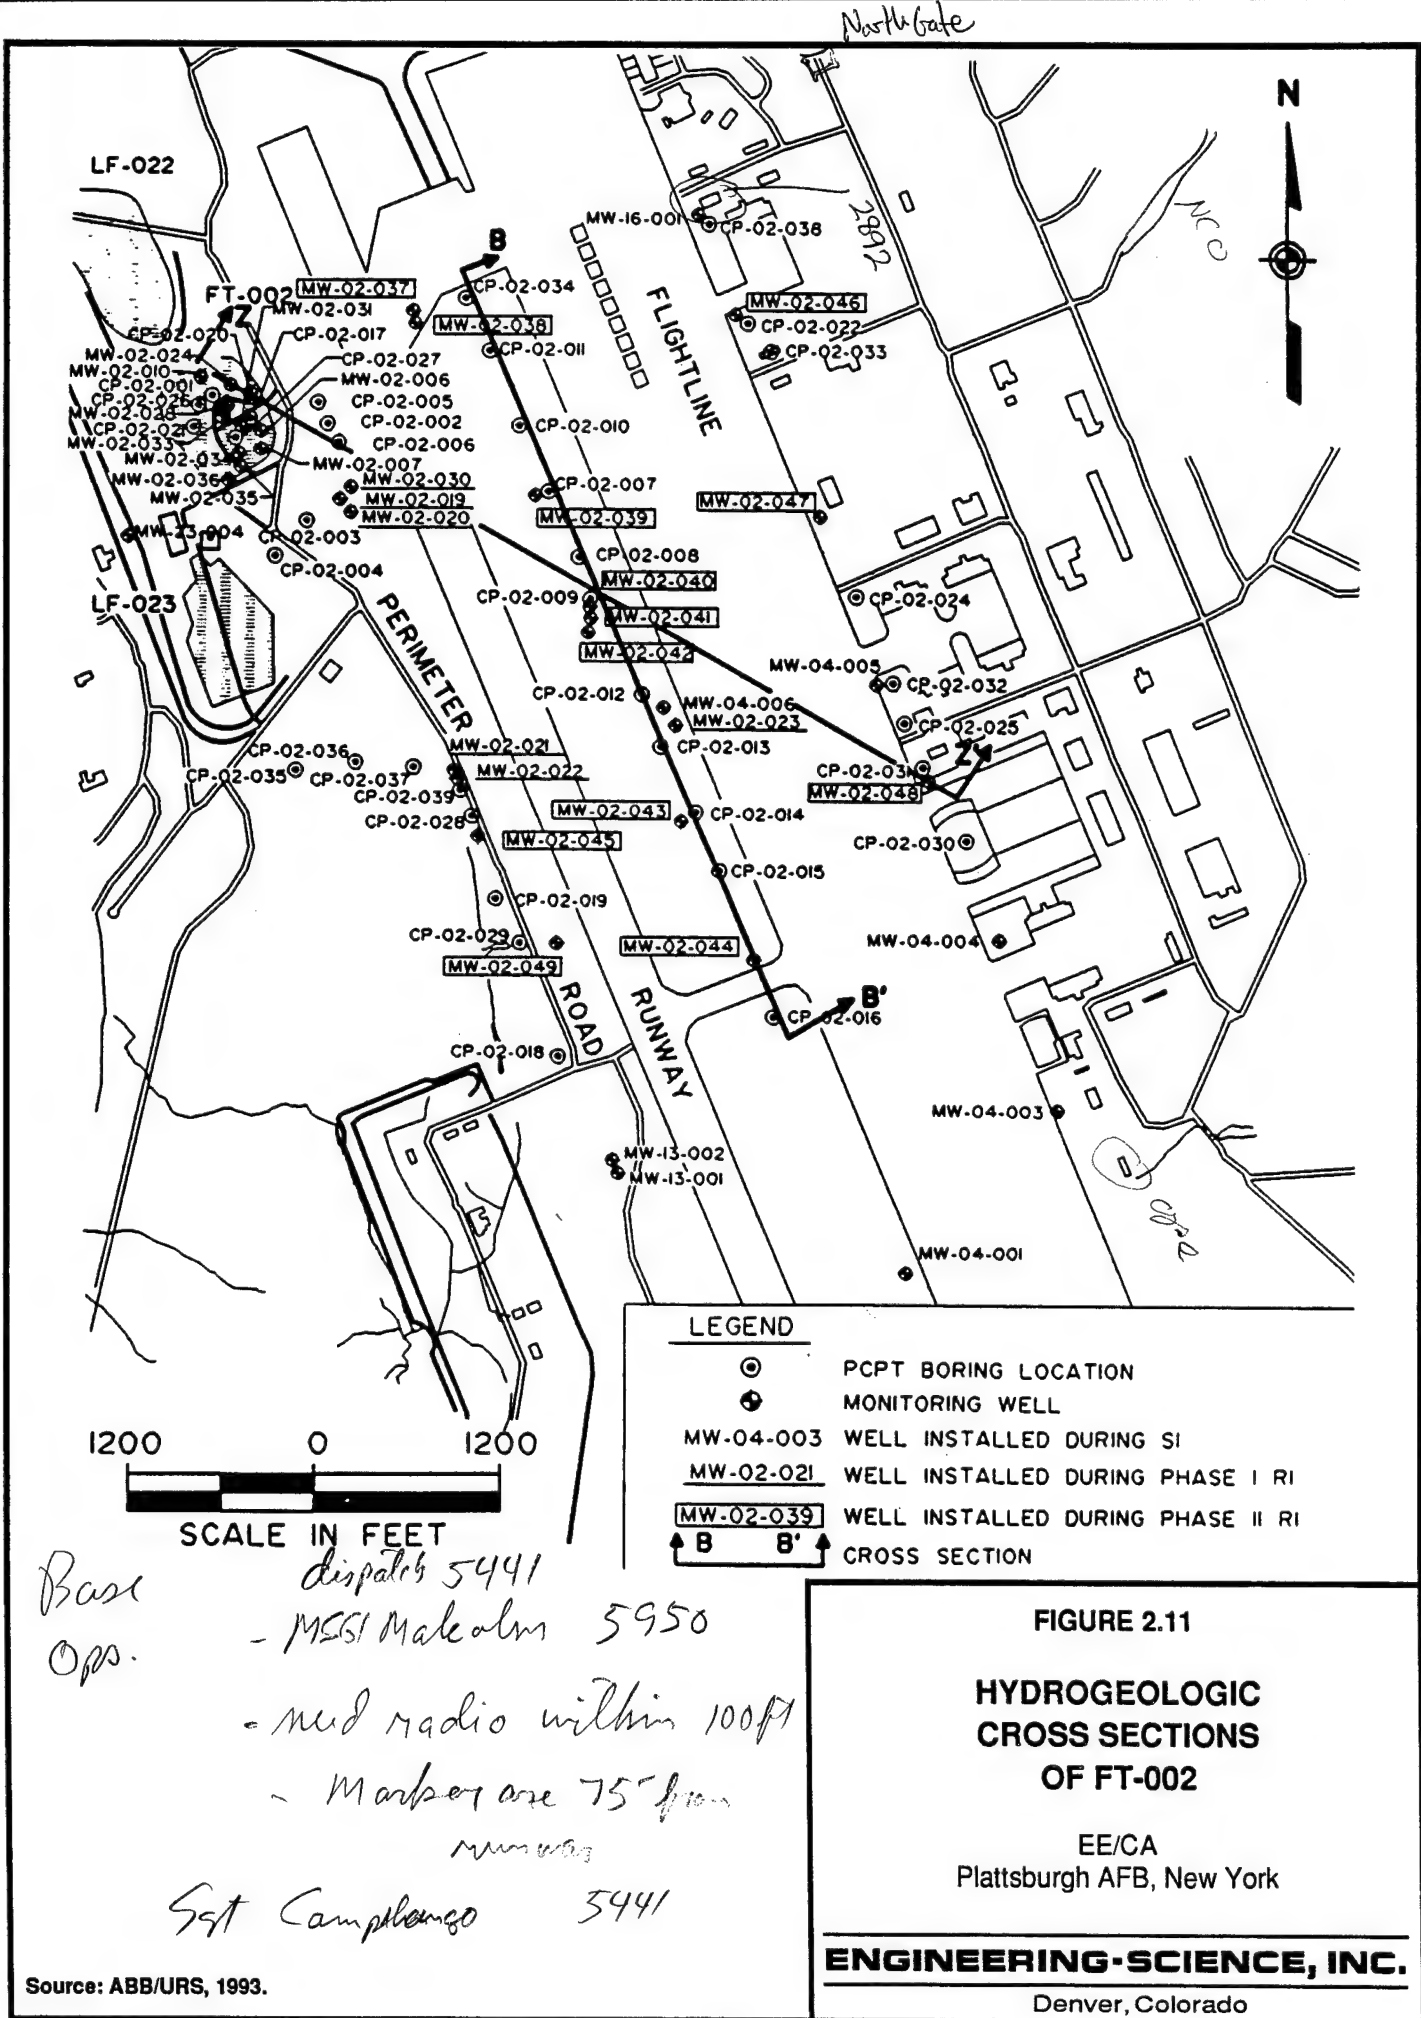 North Gate
N
LF-022
MW-16-001
CP-02-038
2892
NCO
B
FT-002
MW-02-037
CP-02-034
Z
MW-02-031
MW-02-038
MW-02-046
CP-02-020
CP-02-017
CP-02-022
FLIGHTLINE
MW-02-024
CP-02-027
CP-02-011
CP-02-033
MW-02-010
MW-02-006
CP-02-001
CP-02-005
CP-02-026
CP-02-002
CP-02-010
CP-02-021
CP-02-006
MW-02-033
MW-02-007
MW-02-036
MW-02-030
CP-02-007
MW-02-035
MW-02-019
MW-02-047
MW-02-020
MW-02-039
MW-23-004
CP-02-003
CP-02-004
CP-02-008
MW-02-040
LF-023
CP-02-009
MW-02-041
CP-02-024
MW-02-042
PERIMETER
MW-04-005
CP-02-032
CP-02-012
MW-04-006
MW-02-023
CP-02-025
CP-02-013
Z'
CP-02-036
MW-02-021
CP-02-035
CP-02-037
MW-02-022
CP-02-031
CP-02-039
MW-02-048
MW-02-043
CP-02-014
CP-02-028
MW-02-045
CP-02-030
CP-02-015
CP-02-019
CP-02-029
MW-02-044
MW-04-004
MW-02-049
B'
CP-02-016
ROAD
RUNWAY
CP-02-018
MW-04-003
MW-13-002
MW-13-001
MW-04-001
LEGEND
PCPT BORING LOCATION
MONITORING WELL
MW-04-003 WELL INSTALLED DURING SI
MW-02-021 WELL INSTALLED DURING PHASE I RI
MW-02-039 WELL INSTALLED DURING PHASE II RI
B B' CROSS SECTION
1200 0 1200
SCALE IN FEET
Base
Ops.
dispatch 5441
- MSGT Malcolm 5950
- need radio within 100ft
- Marker are 75' from
runway
Sgt 5441
Source: ABB/URS, 1993.
FIGURE 2.11
HYDROGEOLOGIC
CROSS SECTIONS
OF FT-002
EE/CA
Plattsburgh AFB, New York
ENGINEERING-SCIENCE, INC.
Denver, Colorado